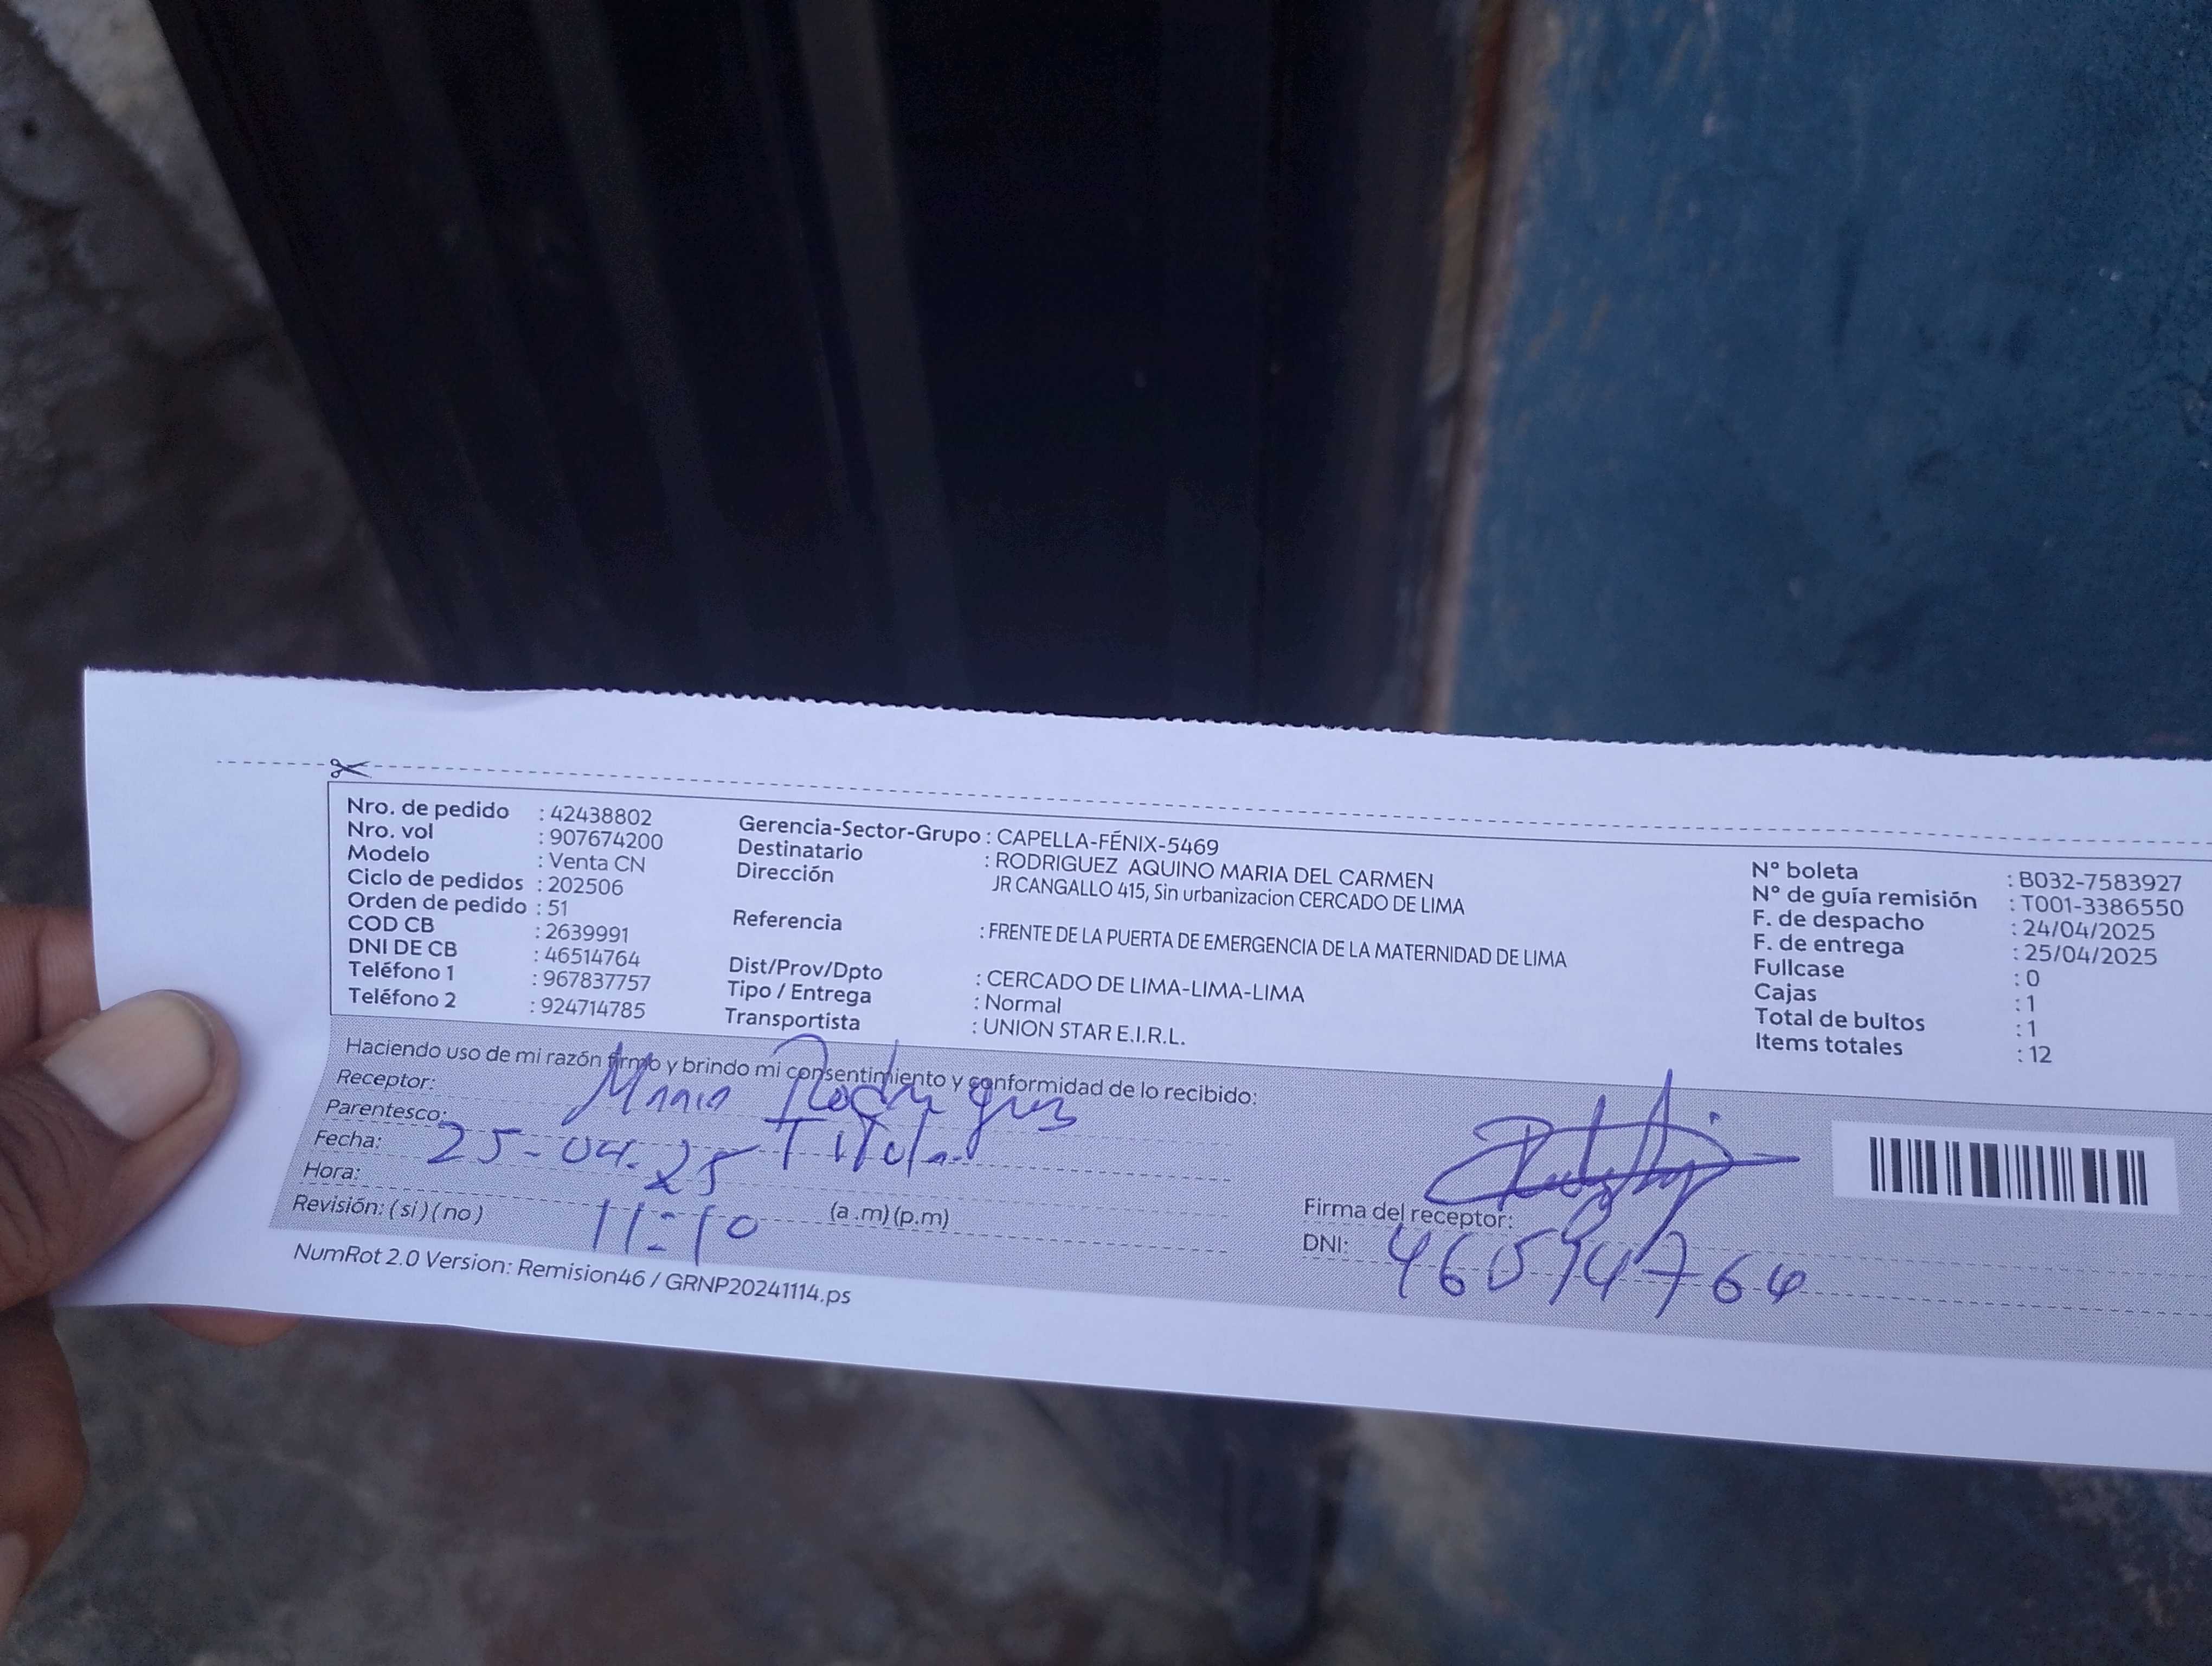 Nro. de pedido : 42438802
Nro. vol : 907674200
Modelo : Venta CN
Ciclo de pedidos : 202506
Orden de pedido : 51
COD CB : 2639991
DNI DE CB : 46514764
Teléfono 1 : 967837757
Teléfono 2 : 924714785
Gerencia-Sector-Grupo : CAPELLA-FÉNIX-5469
Destinatario : RODRIGUEZ AQUINO MARIA DEL CARMEN
Dirección JR CANGALLO 415, Sin urbanizacion CERCADO DE LIMA
Referencia : FRENTE DE LA PUERTA DE EMERGENCIA DE LA MATERNIDAD DE LIMA
Dist/Prov/Dpto : CERCADO DE LIMA-LIMA-LIMA
Tipo / Entrega : Normal
Transportista : UNION STAR E.I.R.L.
N° boleta : B032-7583927
N° de guía remisión : T001-3386550
F. de despacho : 24/04/2025
F. de entrega : 25/04/2025
Fullcase : 0
Cajas : 1
Total de bultos : 1
Items totales : 12
Haciendo uso de mi razón firmo y brindo mi consentimiento y conformidad de lo recibido:
Receptor: Maria Rodriguez
Parentesco: Titular
Fecha: 25-04-25
Hora: 11:10 (a .m) (p.m)
Revisión: ( si ) ( no )
Firma del receptor:
DNI: 46514764
NumRot 2.0 Version: Remision46 / GRNP20241114.ps